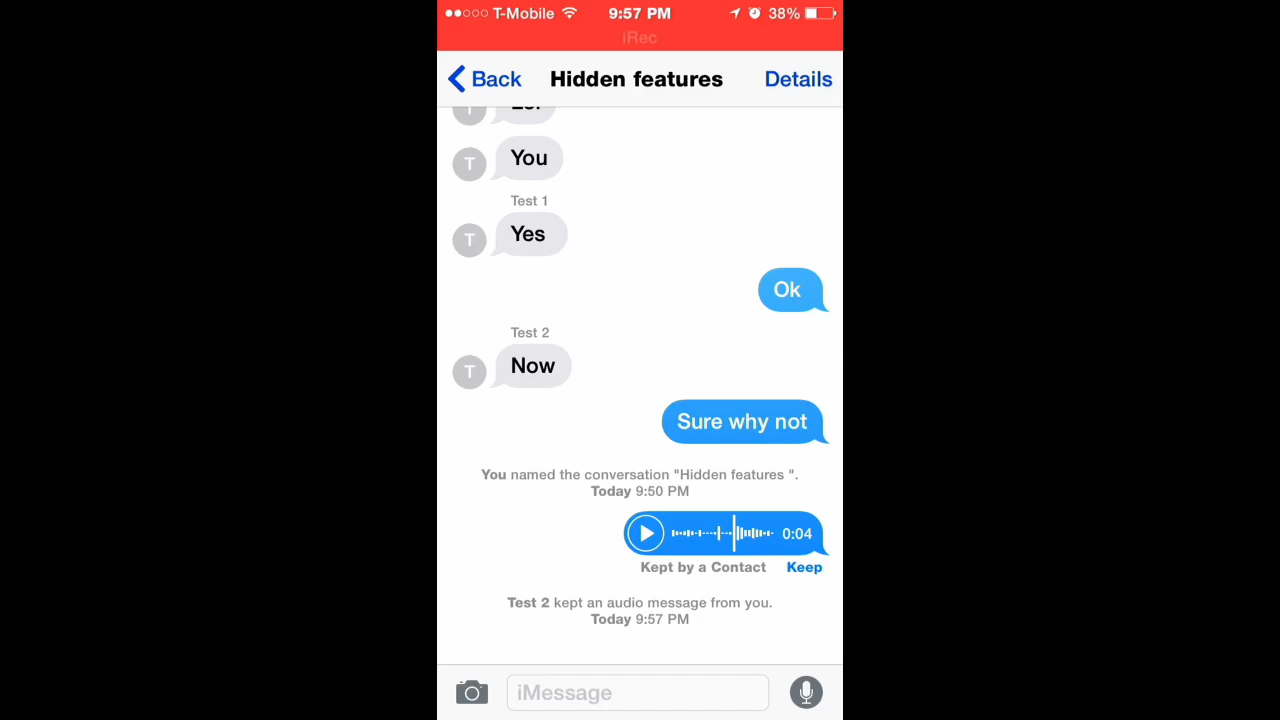 T-Mobile 9:57 PM 38%
iRec
Back Hidden features Details
T
You
T
Test 1
Yes
T
Ok
Test 2
Now
T
Sure why not
You named the conversation "Hidden features ".
Today 9:50 PM
0:04
Kept by a Contact Keep
Test 2 kept an audio message from you.
Today 9:57 PM
iMessage